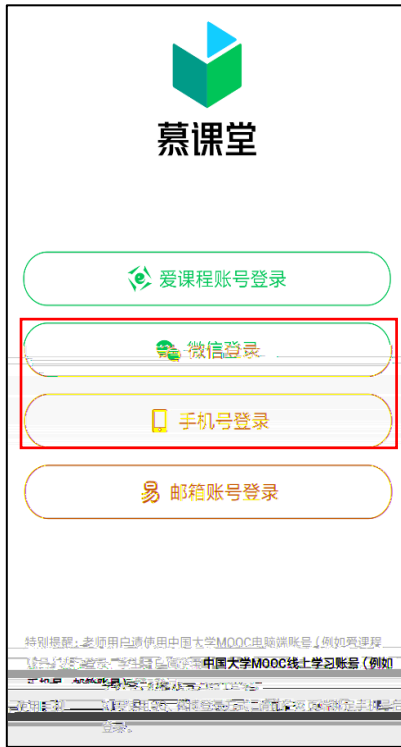 慕课堂
爱课程账号登录
微信登录
手机号登录
邮箱账号登录
特别提醒：老师用户请使用中国大学MOOC电脑端账号（例如爱课程
中国大学MOOC线上学习账号（例如
登录。